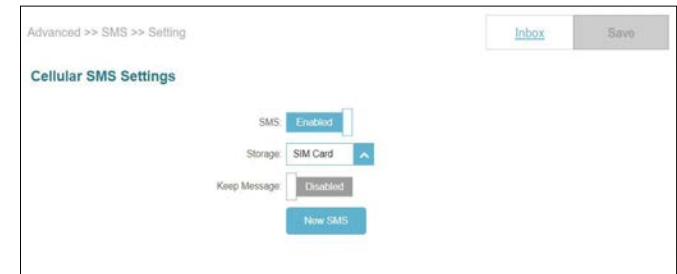 Advanced >> SMS >> Setting
Inbox
Save
Cellular SMS Settings
SMS: Enabled
Storage: SIM Card
Keep Message: Disabled
New SMS